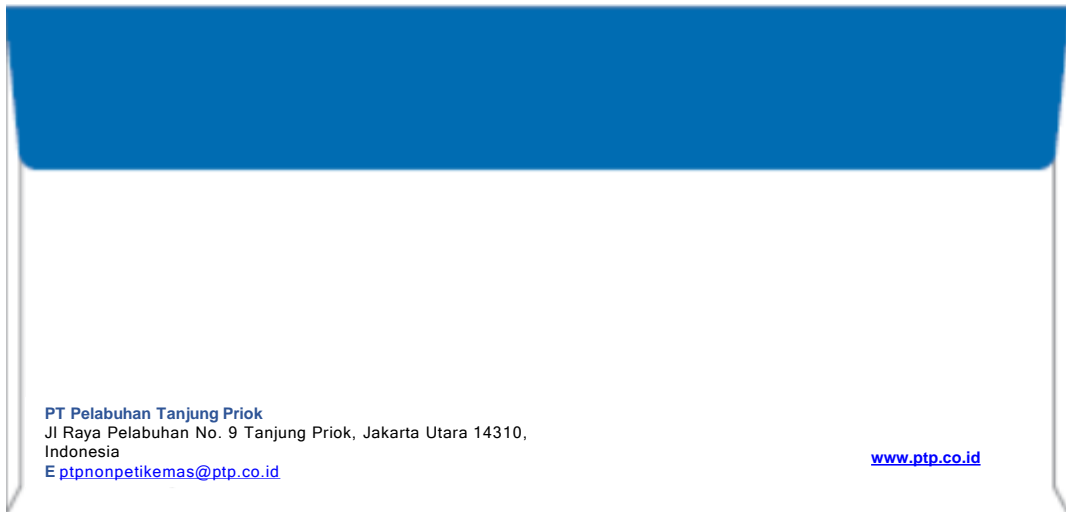 PT Pelabuhan Tanjung Priok
Jl Raya Pelabuhan No. 9 Tanjung Priok, Jakarta Utara 14310,
Indonesia
E ptpnonpetikemas@ptp.co.id
www.ptp.co.id